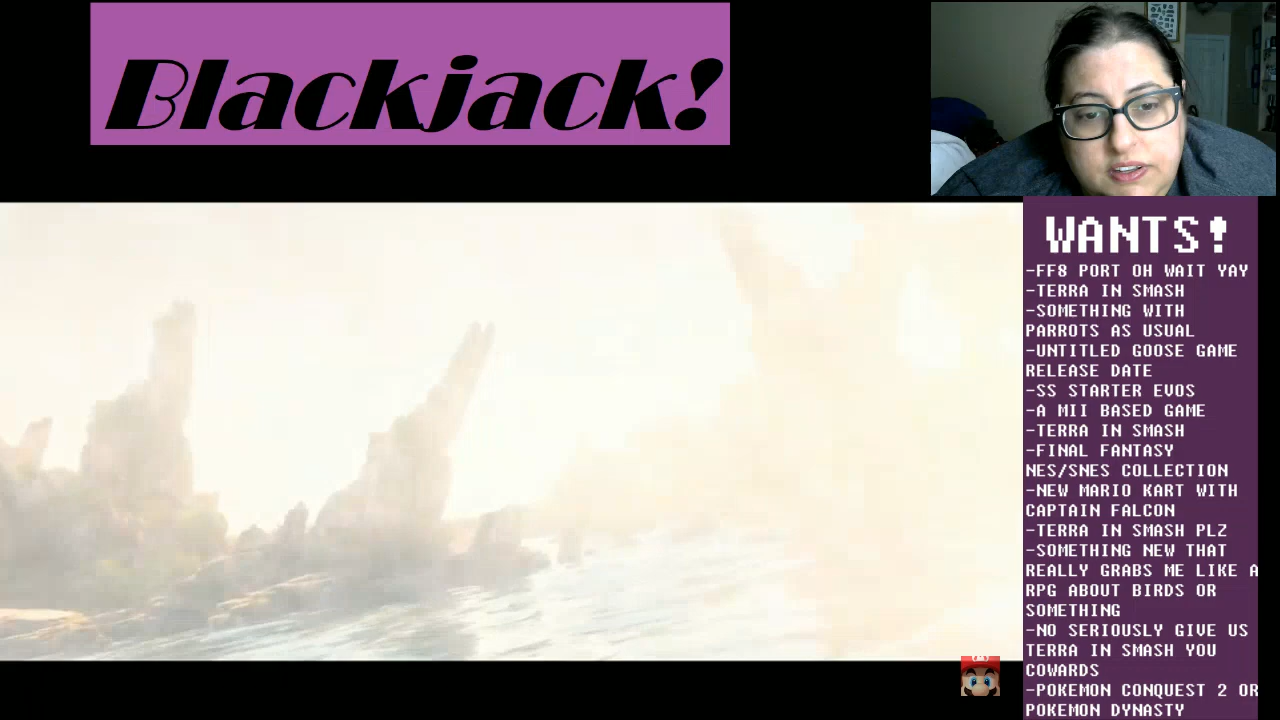 Blackjack!
WANTS!
-FF8 PORT OH WAIT YAY
-TERRA IN SMASH
-SOMETHING WITH
PARROTS AS USUAL
-UNTITLED GOOSE GAME
RELEASE DATE
-SS STARTER EVOS
-A MII BASED GAME
-TERRA IN SMASH
-FINAL FANTASY
NES/SNES COLLECTION
-NEW MARIO KART WITH
CAPTAIN FALCON
-TERRA IN SMASH PLZ
-SOMETHING NEW THAT
REALLY GRABS ME LIKE A
RPG ABOUT BIRDS OR
SOMETHING
-NO SERIOUSLY GIVE US
TERRA IN SMASH YOU
COWARDS
-POKEMON CONQUEST 2 OR
POKEMON DYNASTY